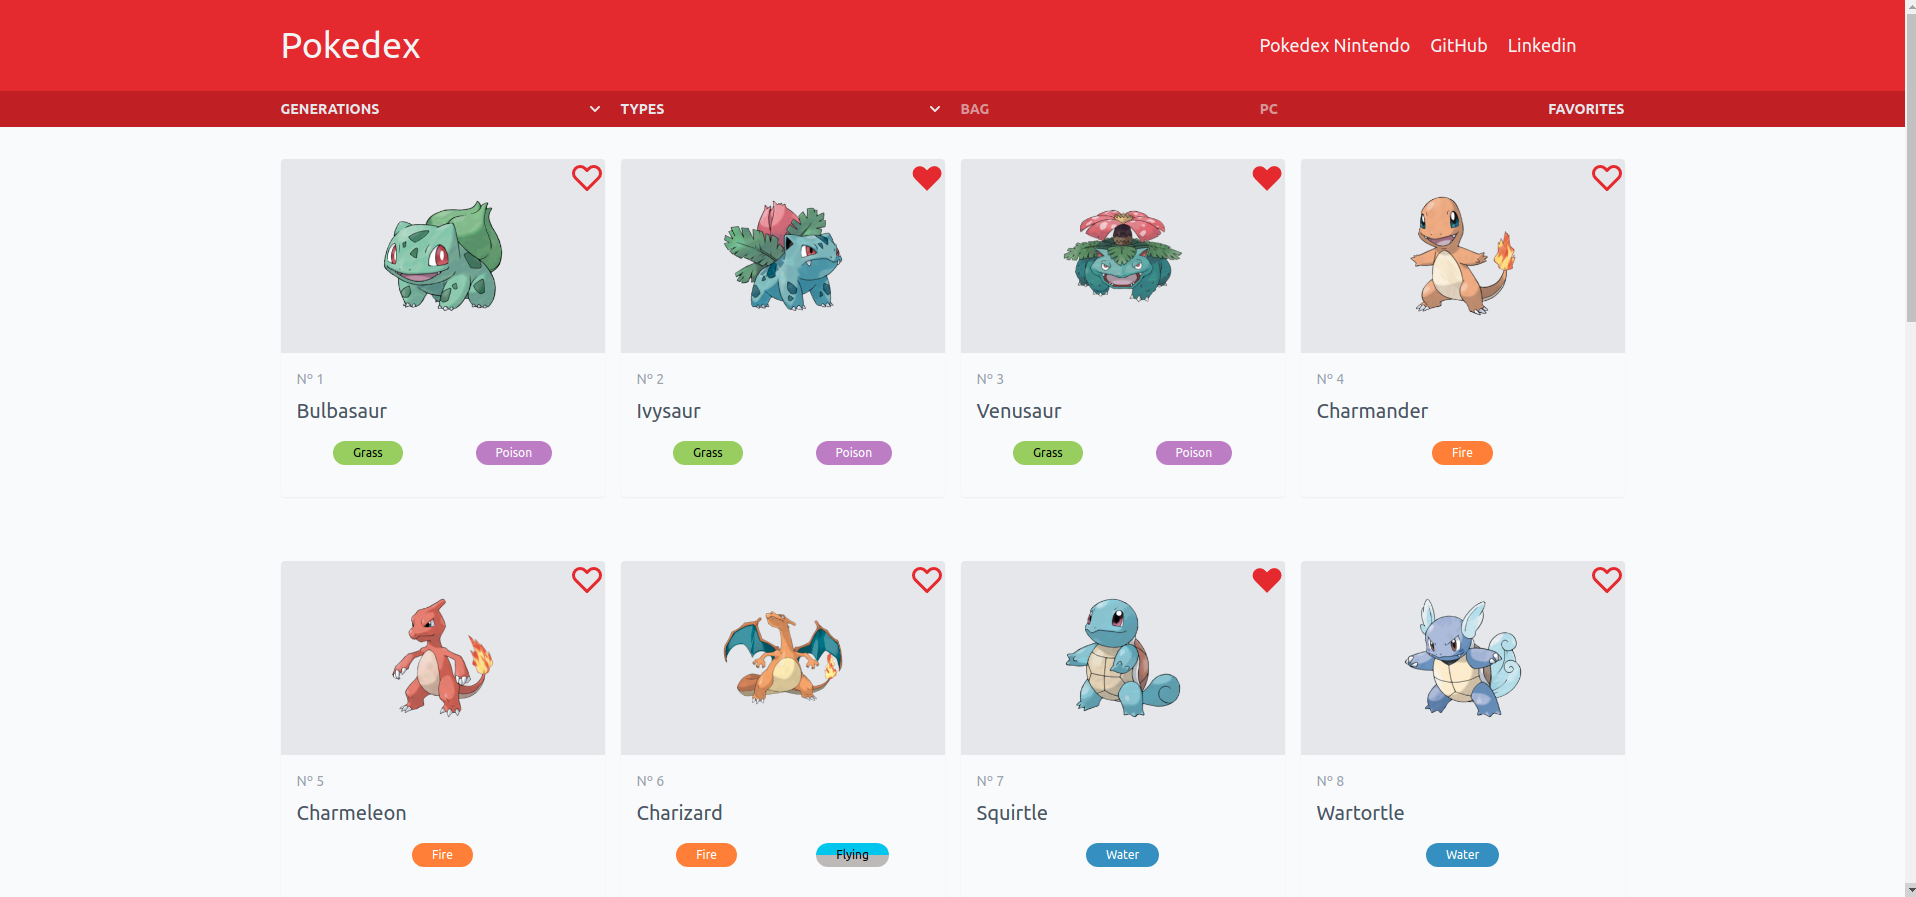 Pokedex
Pokedex Nintendo GitHub Linkedin
GENERATIONS TYPES BAG PC FAVORITES
Nº 1
Bulbasaur
Grass Poison
Nº 2
Ivysaur
Grass Poison
Nº 3
Venusaur
Grass Poison
Nº 4
Charmander
Fire
Nº 5
Charmeleon
Fire
Nº 6
Charizard
Fire Flying
Nº 7
Squirtle
Water
Nº 8
Wartortle
Water